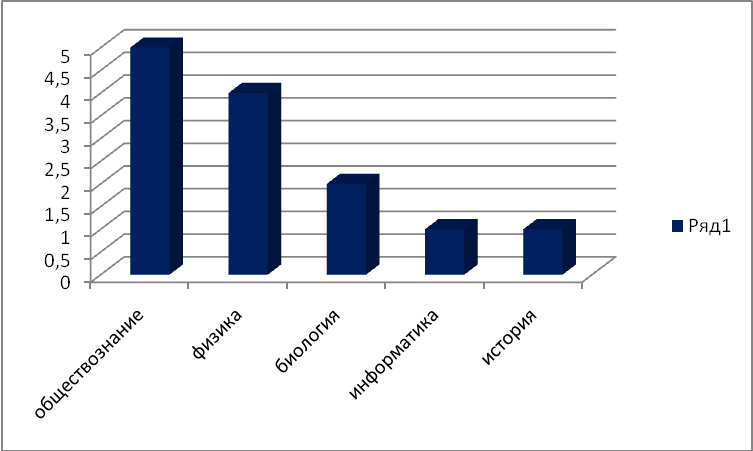 5
4,5
4
3,5
3
2,5
2
1,5
1
0,5
0
обществознание
физика
биология
информатика
история
Ряд1